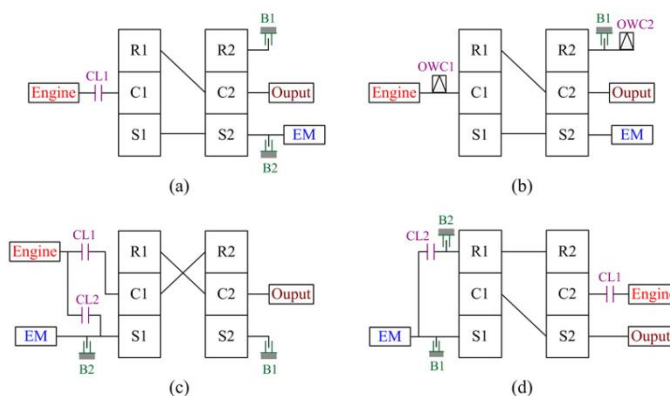 B1
CL1
R1
R2
Engine
C1
C2
Ouput
S1
S2
EM
B2
(a)
B1
OWC2
OWC1
R1
R2
Engine
C1
C2
Ouput
S1
S2
EM
(b)
CL1
Engine
R1
R2
CL2
C1
C2
Ouput
EM
S1
S2
B2
B1
(c)
B2
CL2
R1
R2
CL1
C1
C2
Engine
EM
S1
S2
Ouput
B1
(d)